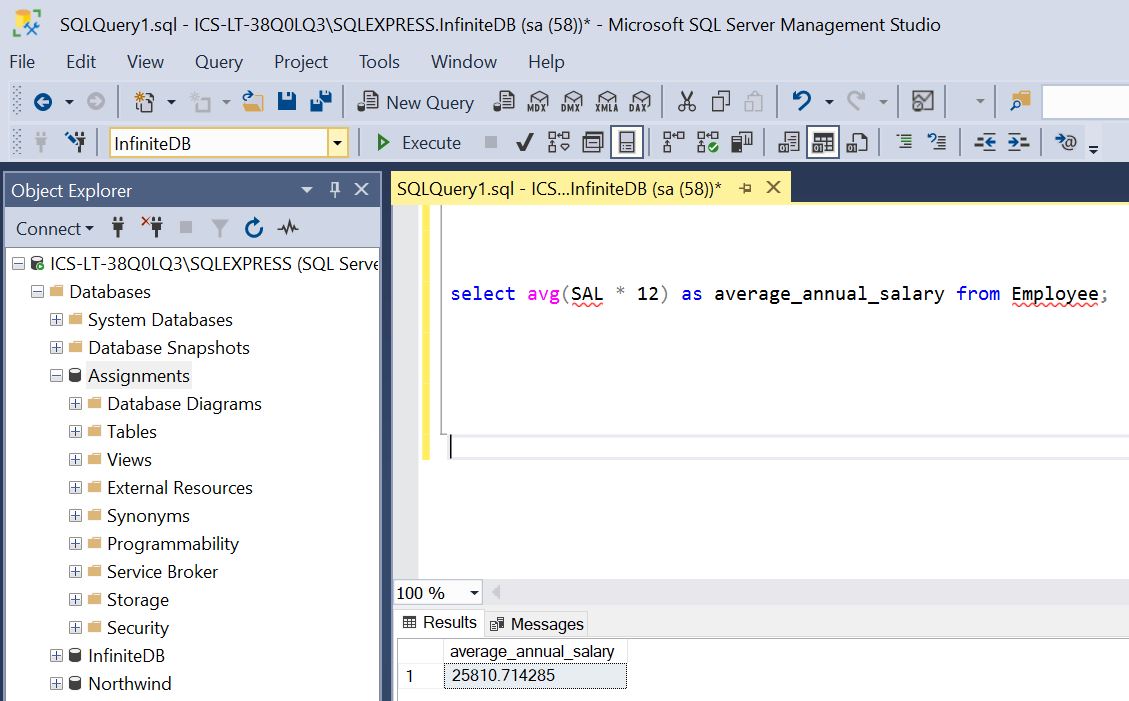 SQLQuery1.sql - ICS-LT-38Q0LQ3\SQLEXPRESS.InfiniteDB (sa (58))* - Microsoft SQL Server Management Studio
File Edit View Query Project Tools Window Help
New Query MDX DMX XMLA DAX
InfiniteDB Execute
Object Explorer
SQLQuery1.sql - ICS...InfiniteDB (sa (58))*
Connect
ICS-LT-38Q0LQ3\SQLEXPRESS (SQL Serve
Databases
System Databases
Database Snapshots
Assignments
Database Diagrams
Tables
Views
External Resources
Synonyms
Programmability
Service Broker
Storage
Security
InfiniteDB
Northwind
select avg(SAL * 12) as average_annual_salary from Employee;
100 %
Results Messages
average_annual_salary
1 25810.714285